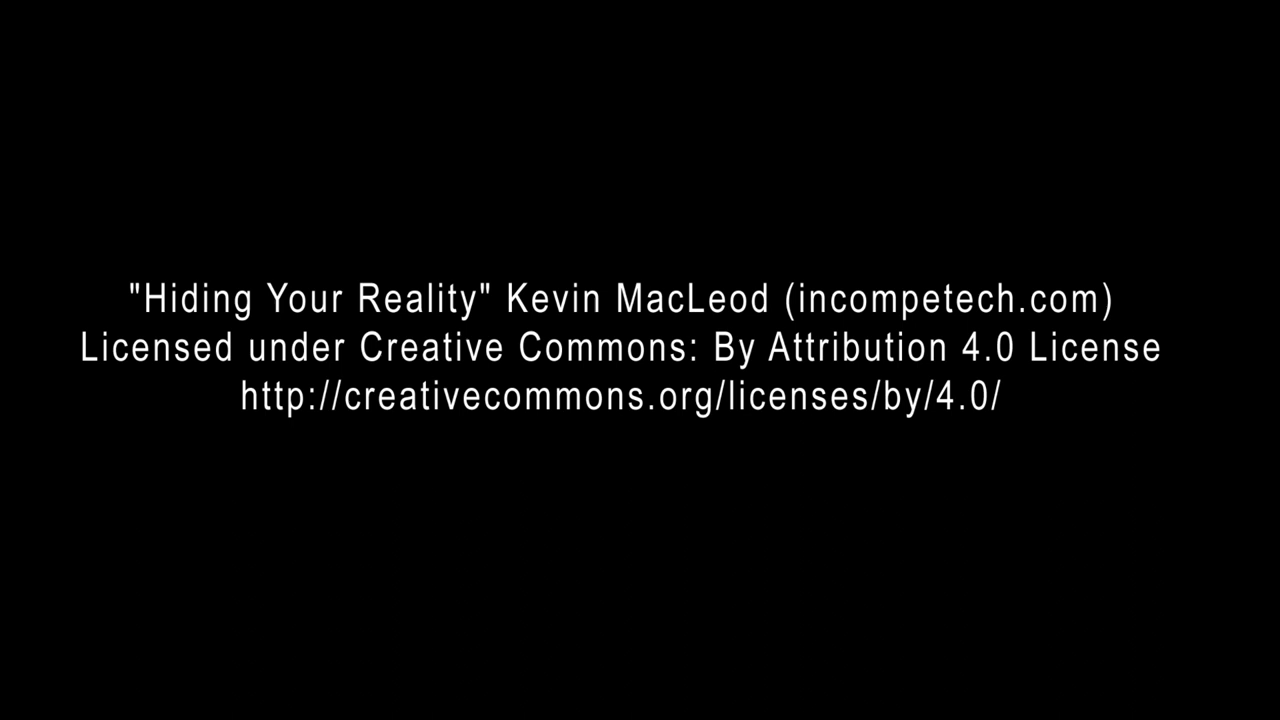 "Hiding Your Reality" Kevin MacLeod (incompetech.com)
Licensed under Creative Commons: By Attribution 4.0 License
http://creativecommons.org/licenses/by/4.0/